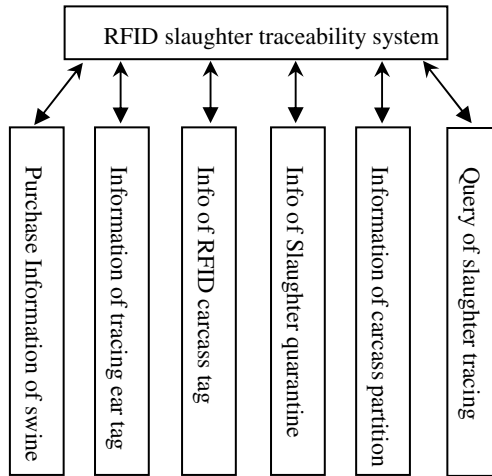 RFID slaughter traceability system
Purchase Information of swine
Information of tracing ear tag
Info of RFID carcass tag
Info of Slaughter quarantine
Information of carcass partition
Query of slaughter tracing